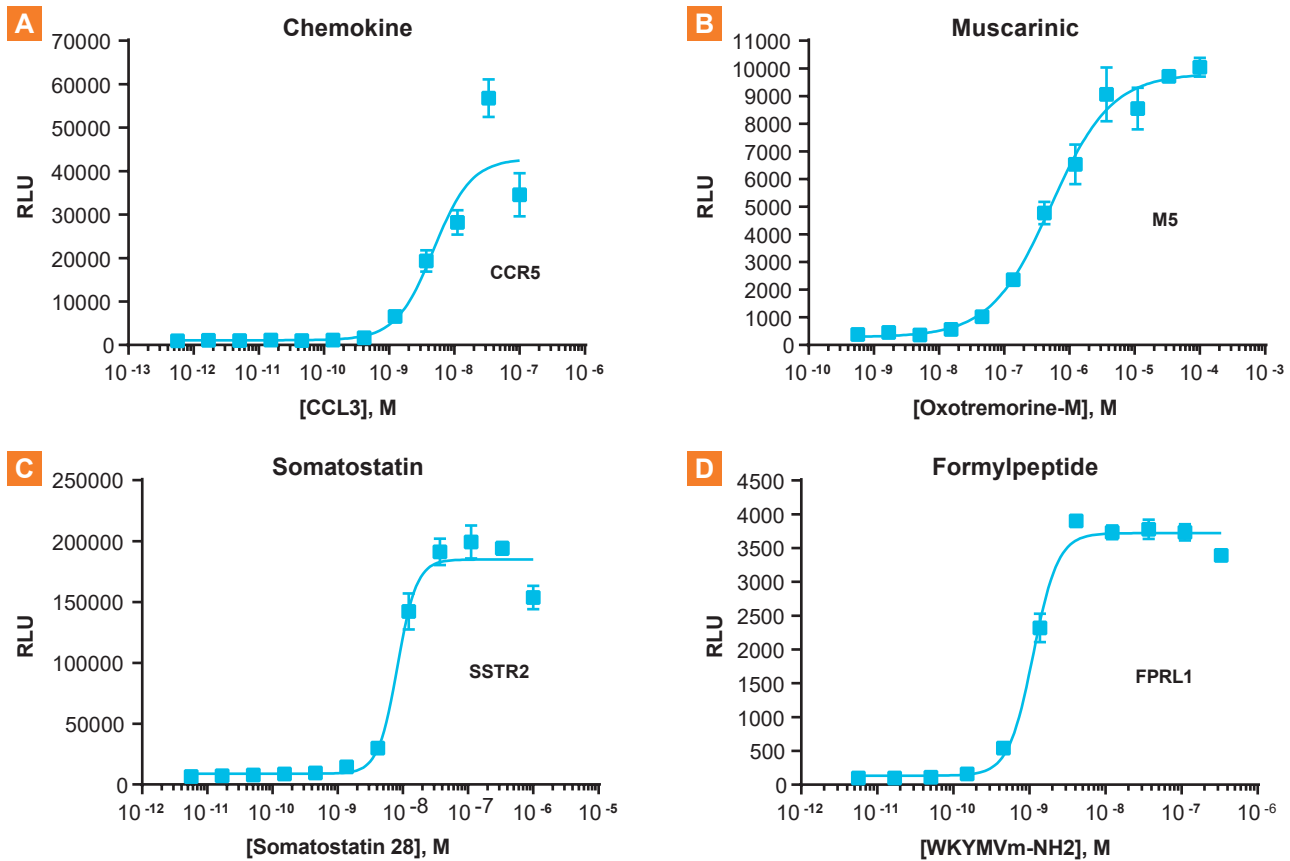 A
Chemokine
70000
60000
50000
40000
30000
20000
10000
0
RLU
CCR5
10-13 10-12 10-11 10-10 10-9 10-8 10-7 10-6
[CCL3], M
B
Muscarinic
11000
10000
9000
8000
7000
6000
5000
4000
3000
2000
1000
0
RLU
M5
10-10 10-9 10-8 10-7 10-6 10-5 10-4 10-3
[Oxotremorine-M], M
C
Somatostatin
250000
200000
150000
100000
50000
0
RLU
SSTR2
10-12 10-11 10-10 10-9 10-8 10-7 10-6 10-5
[Somatostatin 28], M
D
Formylpeptide
4500
4000
3500
3000
2500
2000
1500
1000
500
0
RLU
FPRL1
10-12 10-11 10-10 10-9 10-8 10-7 10-6
[WKYMVm-NH2], M